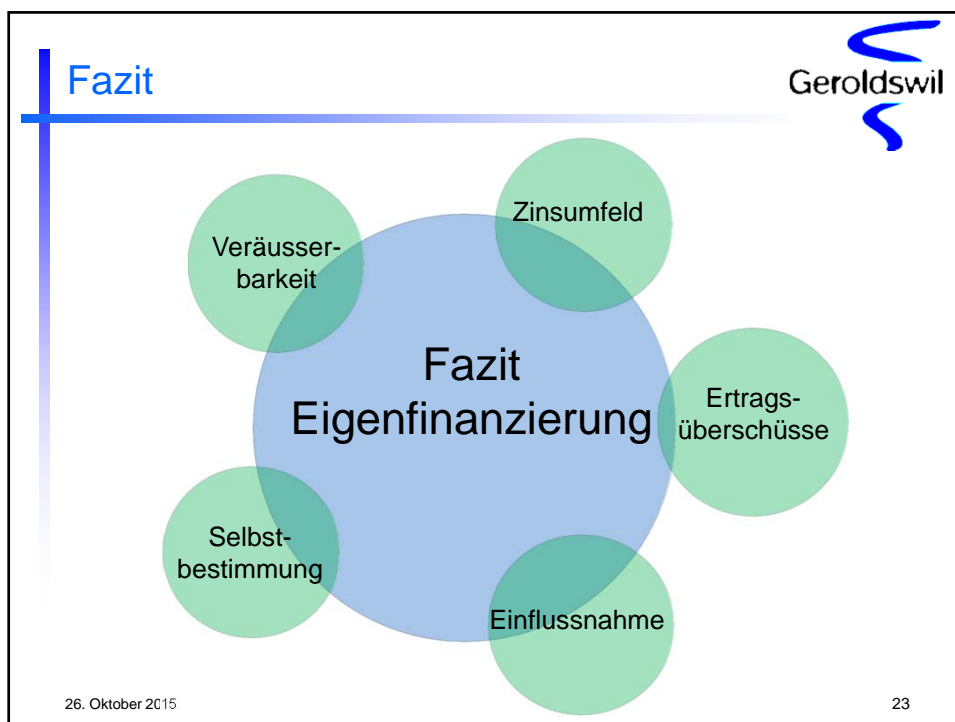 Fazit
Geroldswil
Zinsumfeld
Veräusser-
barkeit
Fazit
Eigenfinanzierung
Ertrags-
überschüsse
Selbst-
bestimmung
Einflussnahme
26. Oktober 2015
23